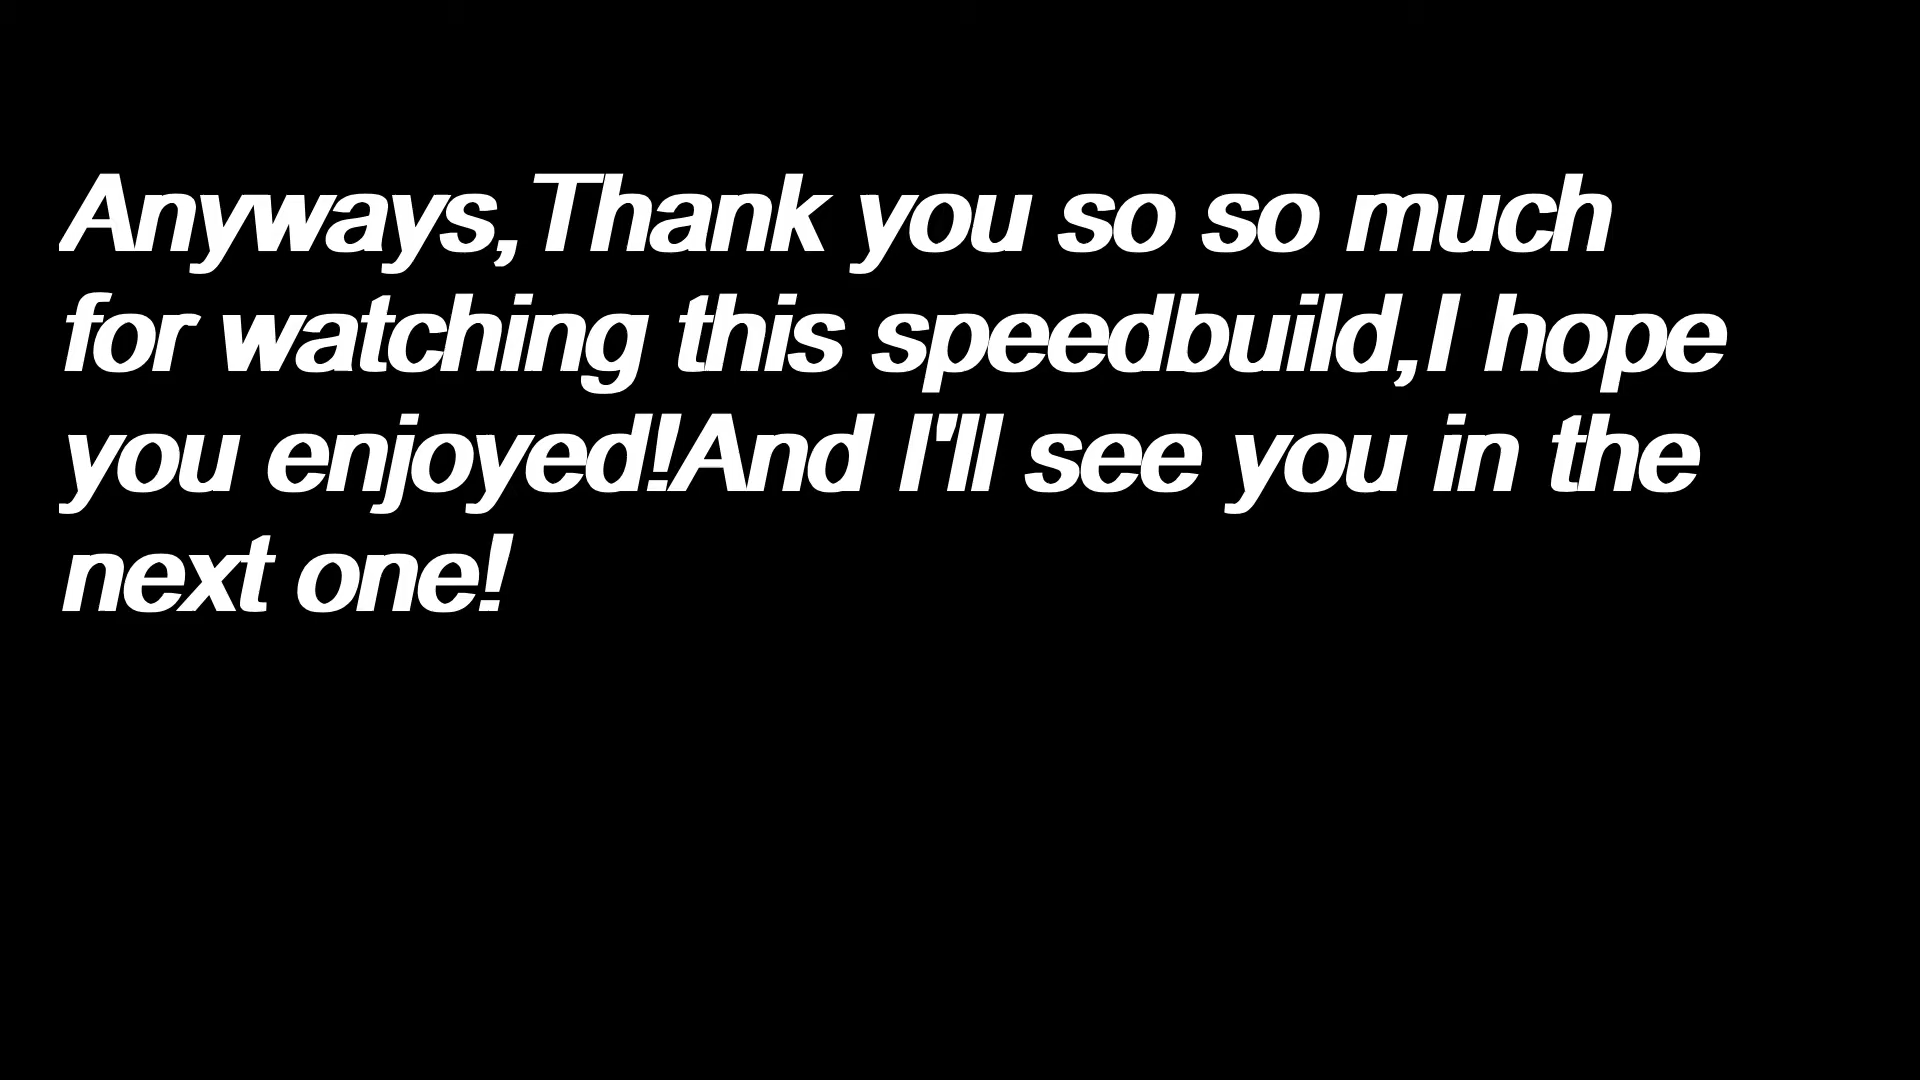 Anyways,Thank you so so much
for watching this speedbuild,I hope
you enjoyed!And I'll see you in the
next one!